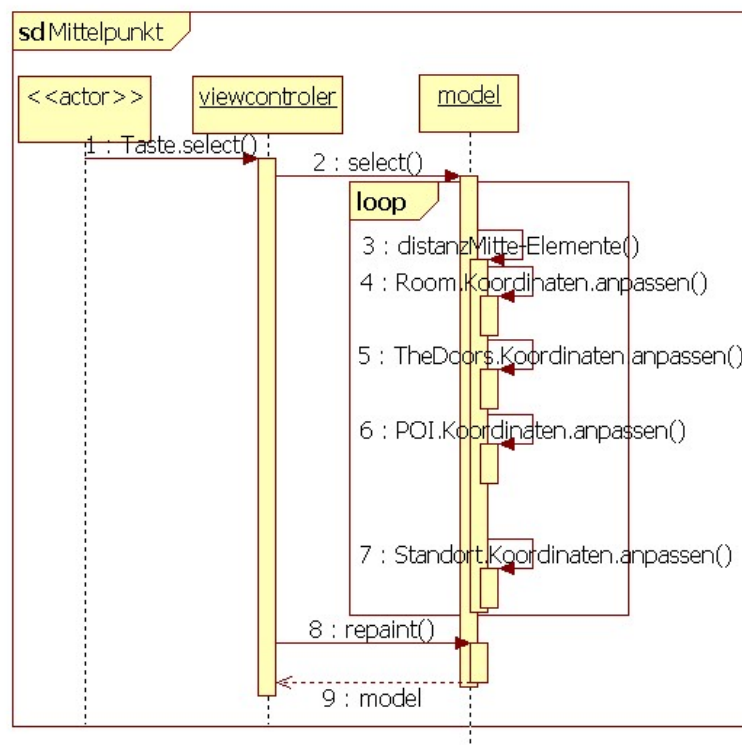 sd Mittelpunkt
<<actor>>
viewcontroler
model
1 : Taste.select()
2 : select()
loop
3 : distanzMitte-Elemente()
4 : Room.Koordinaten.anpassen()
5 : TheDoors.Koordinaten.anpassen()
6 : POI.Koordinaten.anpassen()
7 : Standort.Koordinaten.anpassen()
8 : repaint()
9 : model